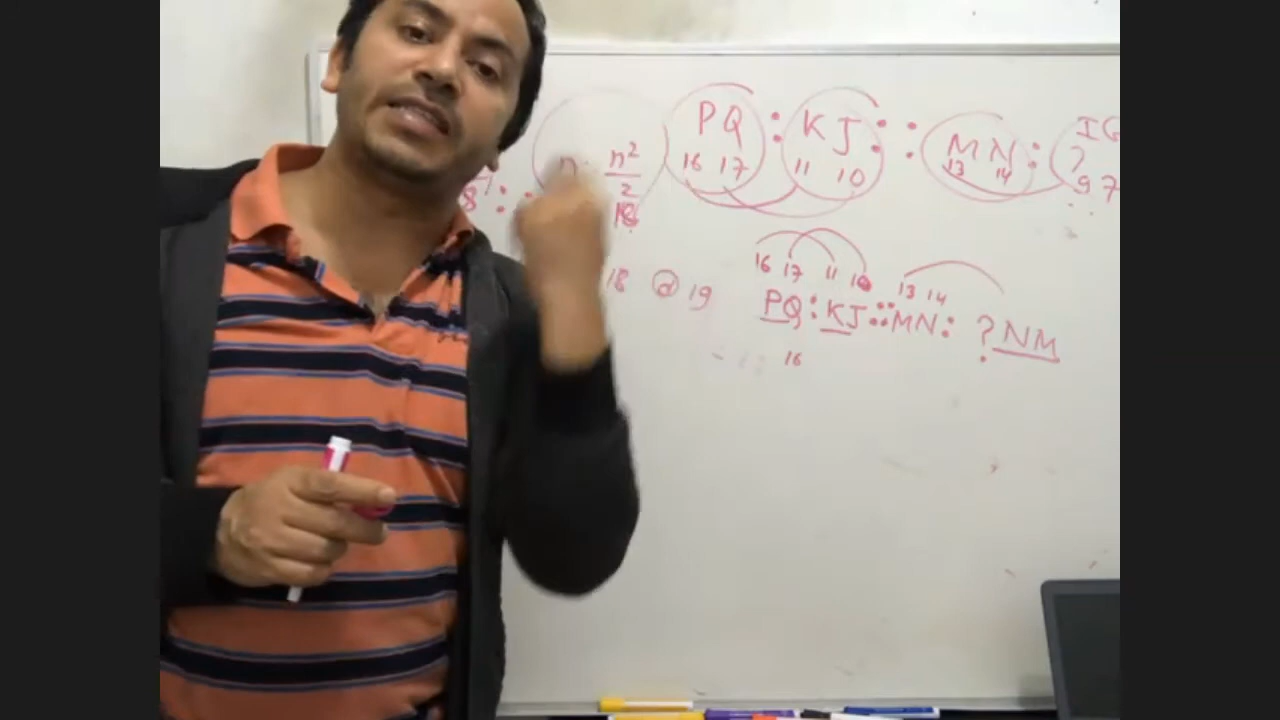 PQ : KJ :: MN : IG
n : n²/2
16 17 11 10 13 14 ?
8 : 18 9 7
16 17 11 10 13 14
18 @ 19 PQ : KJ :: MN : ? NM
16